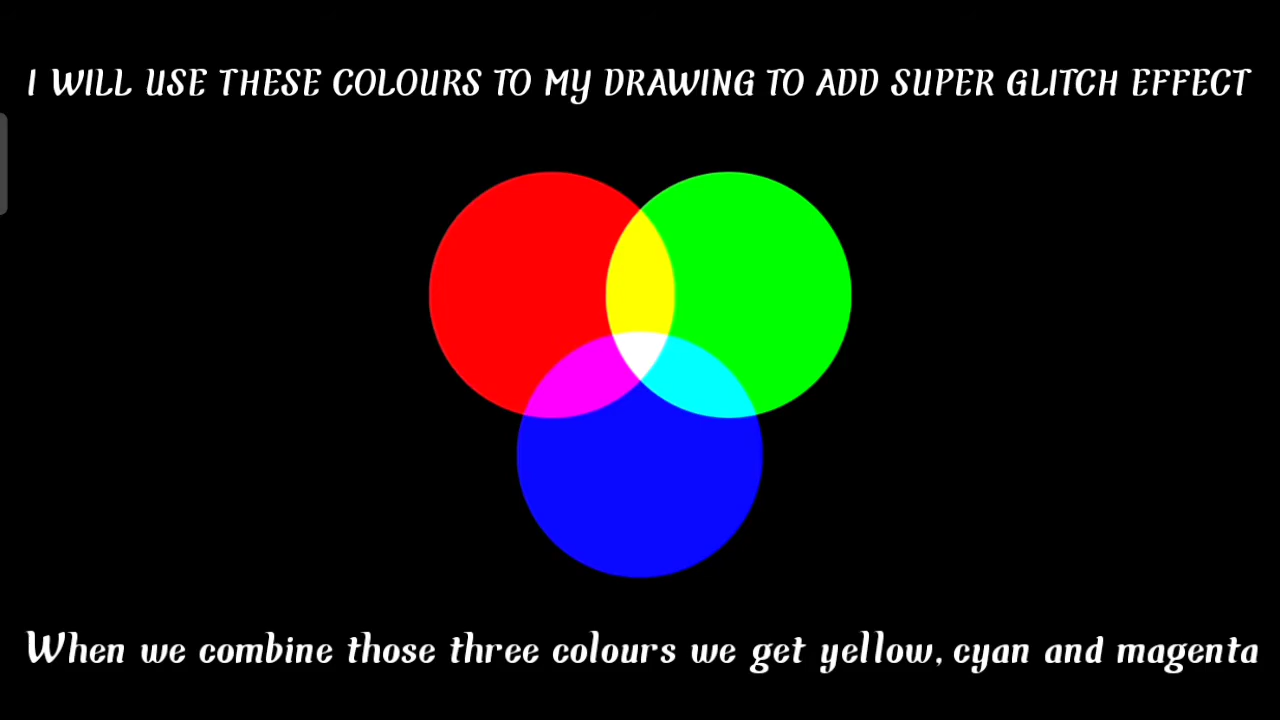 I WILL USE THESE COLOURS TO MY DRAWING TO ADD SUPER GLITCH EFFECT
When we combine those three colours we get yellow, cyan and magenta